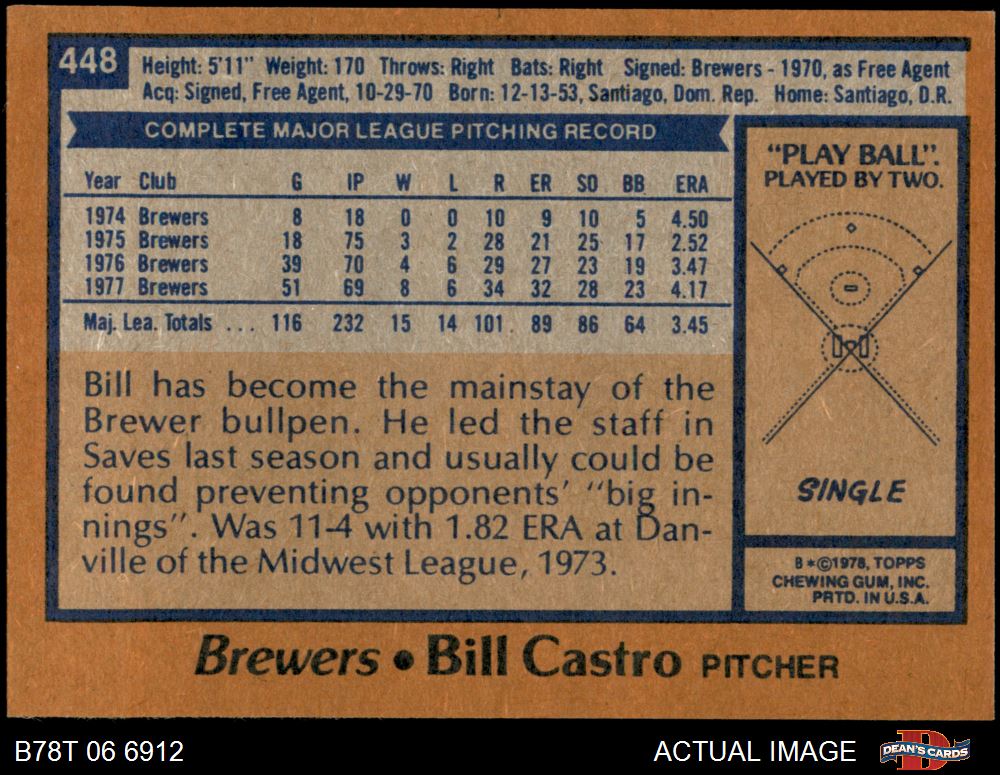 448
Height: 5'11" Weight: 170 Throws: Right Bats: Right Signed: Brewers - 1970, as Free Agent
Acq: Signed, Free Agent, 10-29-70 Born: 12-13-53, Santiago, Dom. Rep. Home: Santiago, D.R.
COMPLETE MAJOR LEAGUE PITCHING RECORD
Year Club G IP W L R ER SO BB ERA
1974 Brewers 8 18 0 0 10 9 10 5 4.50
1975 Brewers 18 75 3 2 28 21 25 17 2.52
1976 Brewers 39 70 4 6 29 27 23 19 3.47
1977 Brewers 51 69 8 6 34 32 28 23 4.17
Maj. Lea. Totals ... 116 232 15 14 101 89 86 64 3.45
Bill has become the mainstay of the
Brewer bullpen. He led the staff in
Saves last season and usually could be
found preventing opponents' "big in-
nings". Was 11-4 with 1.82 ERA at Dan-
ville of the Midwest League, 1973.
"PLAY BALL".
PLAYED BY TWO.
SINGLE
B*©1978, TOPPS
CHEWING GUM, INC.
PRTD. IN U.S.A.
Brewers • Bill Castro PITCHER
B78T 06 6912
ACTUAL IMAGE
DEAN'S CARDS